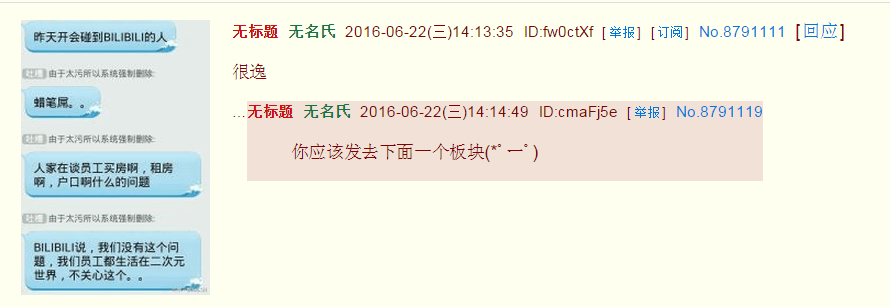 昨天开会碰到BILIBILI的人
吐槽 由于太污所以系统强制删除:
蜡笔屌。。
吐槽 由于太污所以系统强制删除:
人家在谈员工买房啊，租房
啊，户口啊什么的问题
吐槽 由于太污所以系统强制删除:
BILIBILI说，我们没有这个问
题，我们员工都生活在二次元
世界，不关心这个。。
无标题 无名氏 2016-06-22(三)14:13:35 ID:fw0ctXf [举报] [订阅] No.8791111 [回应]
很逸
…无标题 无名氏 2016-06-22(三)14:14:49 ID:cmaFj5e [举报] No.8791119
你应该发去下面一个板块(*ﾟーﾟ)